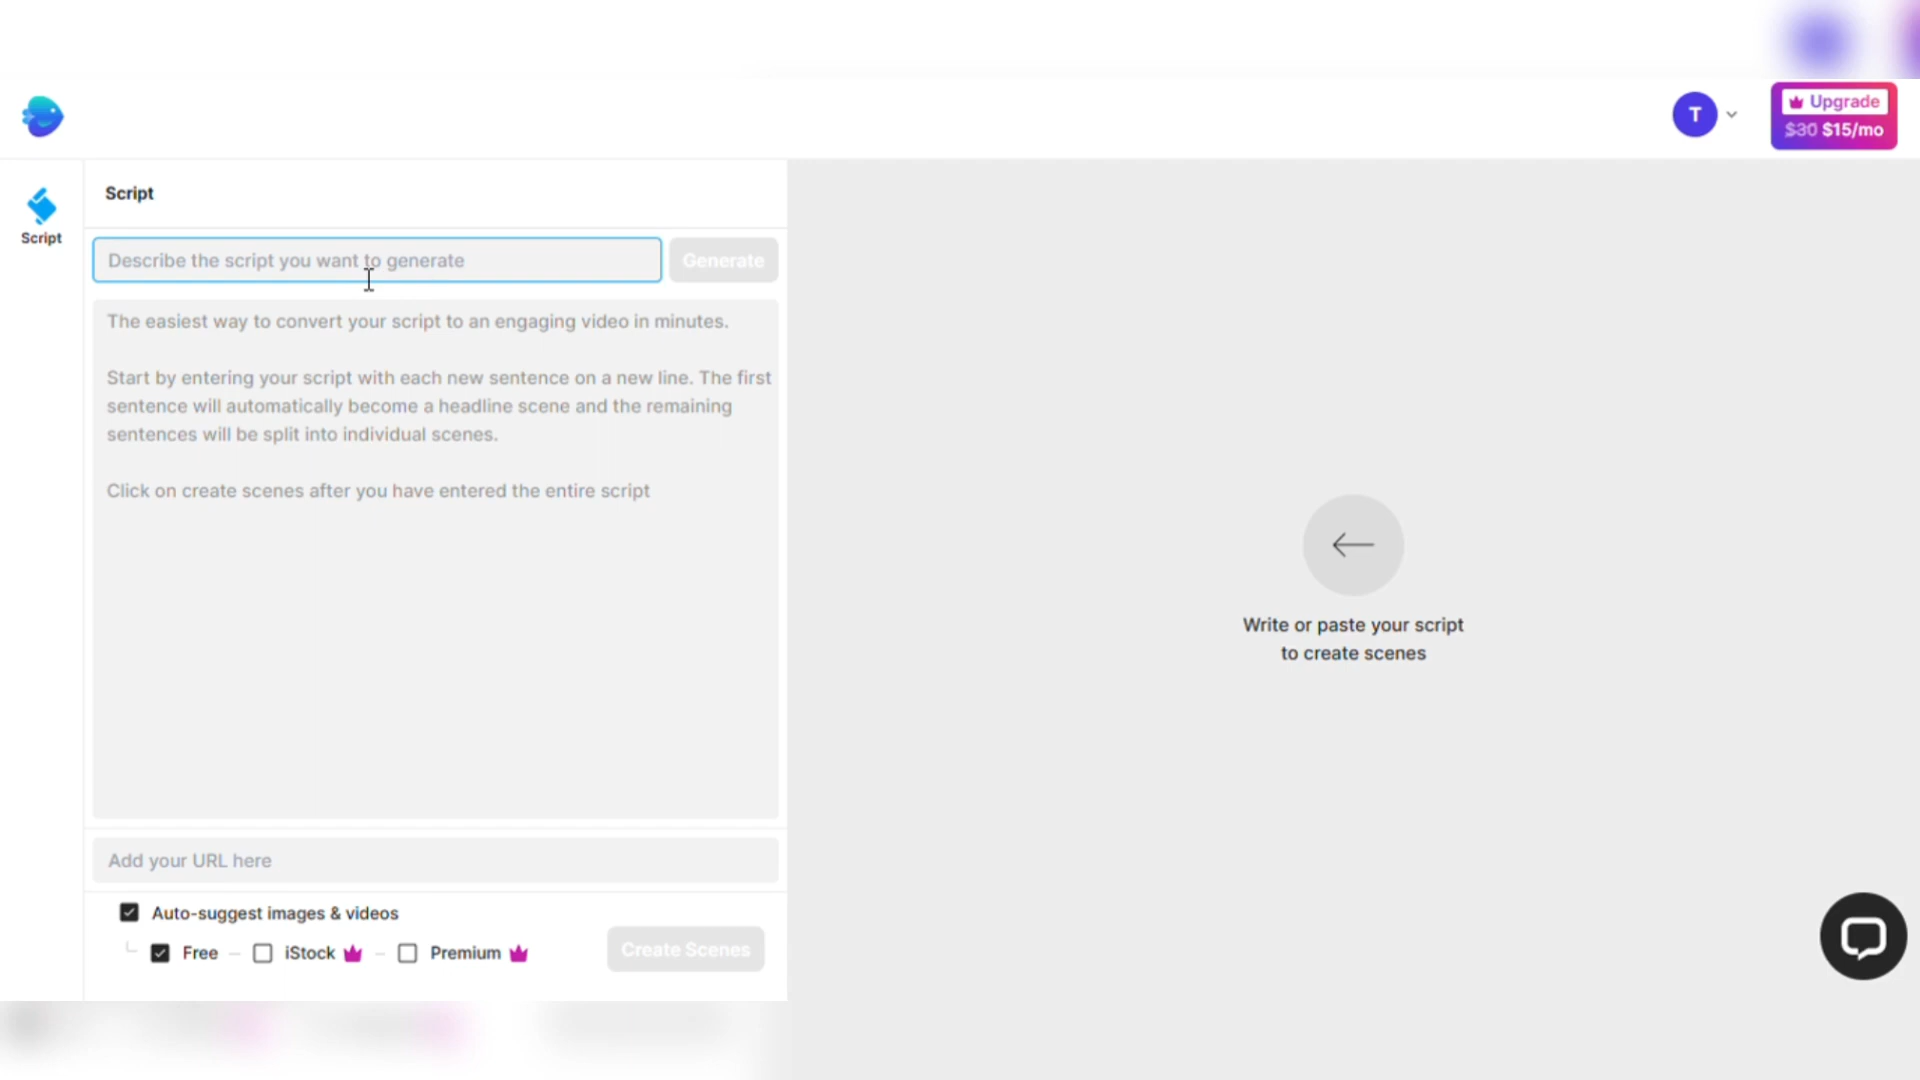 T
Upgrade
$30 $15/mo
Script
Script
Describe the script you want to generate
Generate
The easiest way to convert your script to an engaging video in minutes.
Start by entering your script with each new sentence on a new line. The first
sentence will automatically become a headline scene and the remaining
sentences will be split into individual scenes.
Click on create scenes after you have entered the entire script
Write or paste your script
to create scenes
Add your URL here
Auto-suggest images & videos
Free iStock Premium
Create Scenes